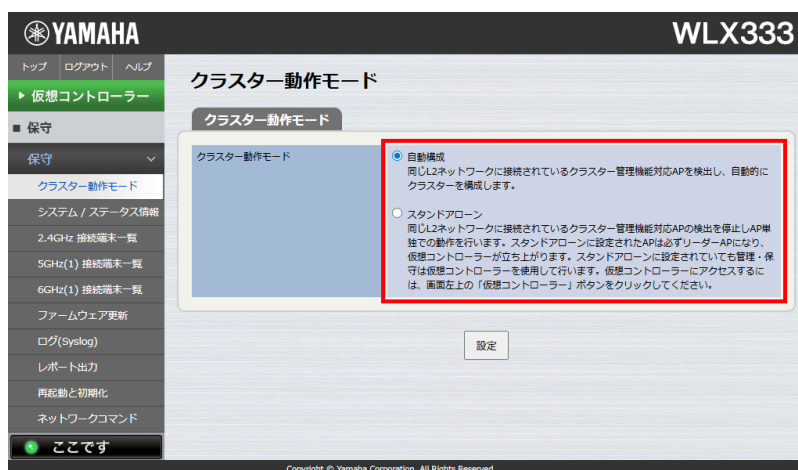 YAMAHA
WLX333
トップ ログアウト ヘルプ
仮想コントローラー
保守
保守
クラスター動作モード
システム / ステータス情報
2.4GHz 接続端末一覧
5GHz(1) 接続端末一覧
6GHz(1) 接続端末一覧
ファームウェア更新
ログ(Syslog)
レポート出力
再起動と初期化
ネットワークコマンド
ここです
クラスター動作モード
クラスター動作モード
クラスター動作モード
自動構成
同じL2ネットワークに接続されているクラスター管理機能対応APを検出し、自動的に
クラスターを構成します。
スタンドアローン
同じL2ネットワークに接続されているクラスター管理機能対応APの検出を停止しAP単
独での動作を行います。スタンドアローンに設定されたAPは必ずリーダーAPになり、
仮想コントローラーが立ち上がります。スタンドアローンに設定されていても管理・保
守は仮想コントローラーを使用して行います。仮想コントローラーにアクセスするに
は、画面左上の「仮想コントローラー」ボタンをクリックしてください。
設定
Copyright © Yamaha Corporation. All Rights Reserved.